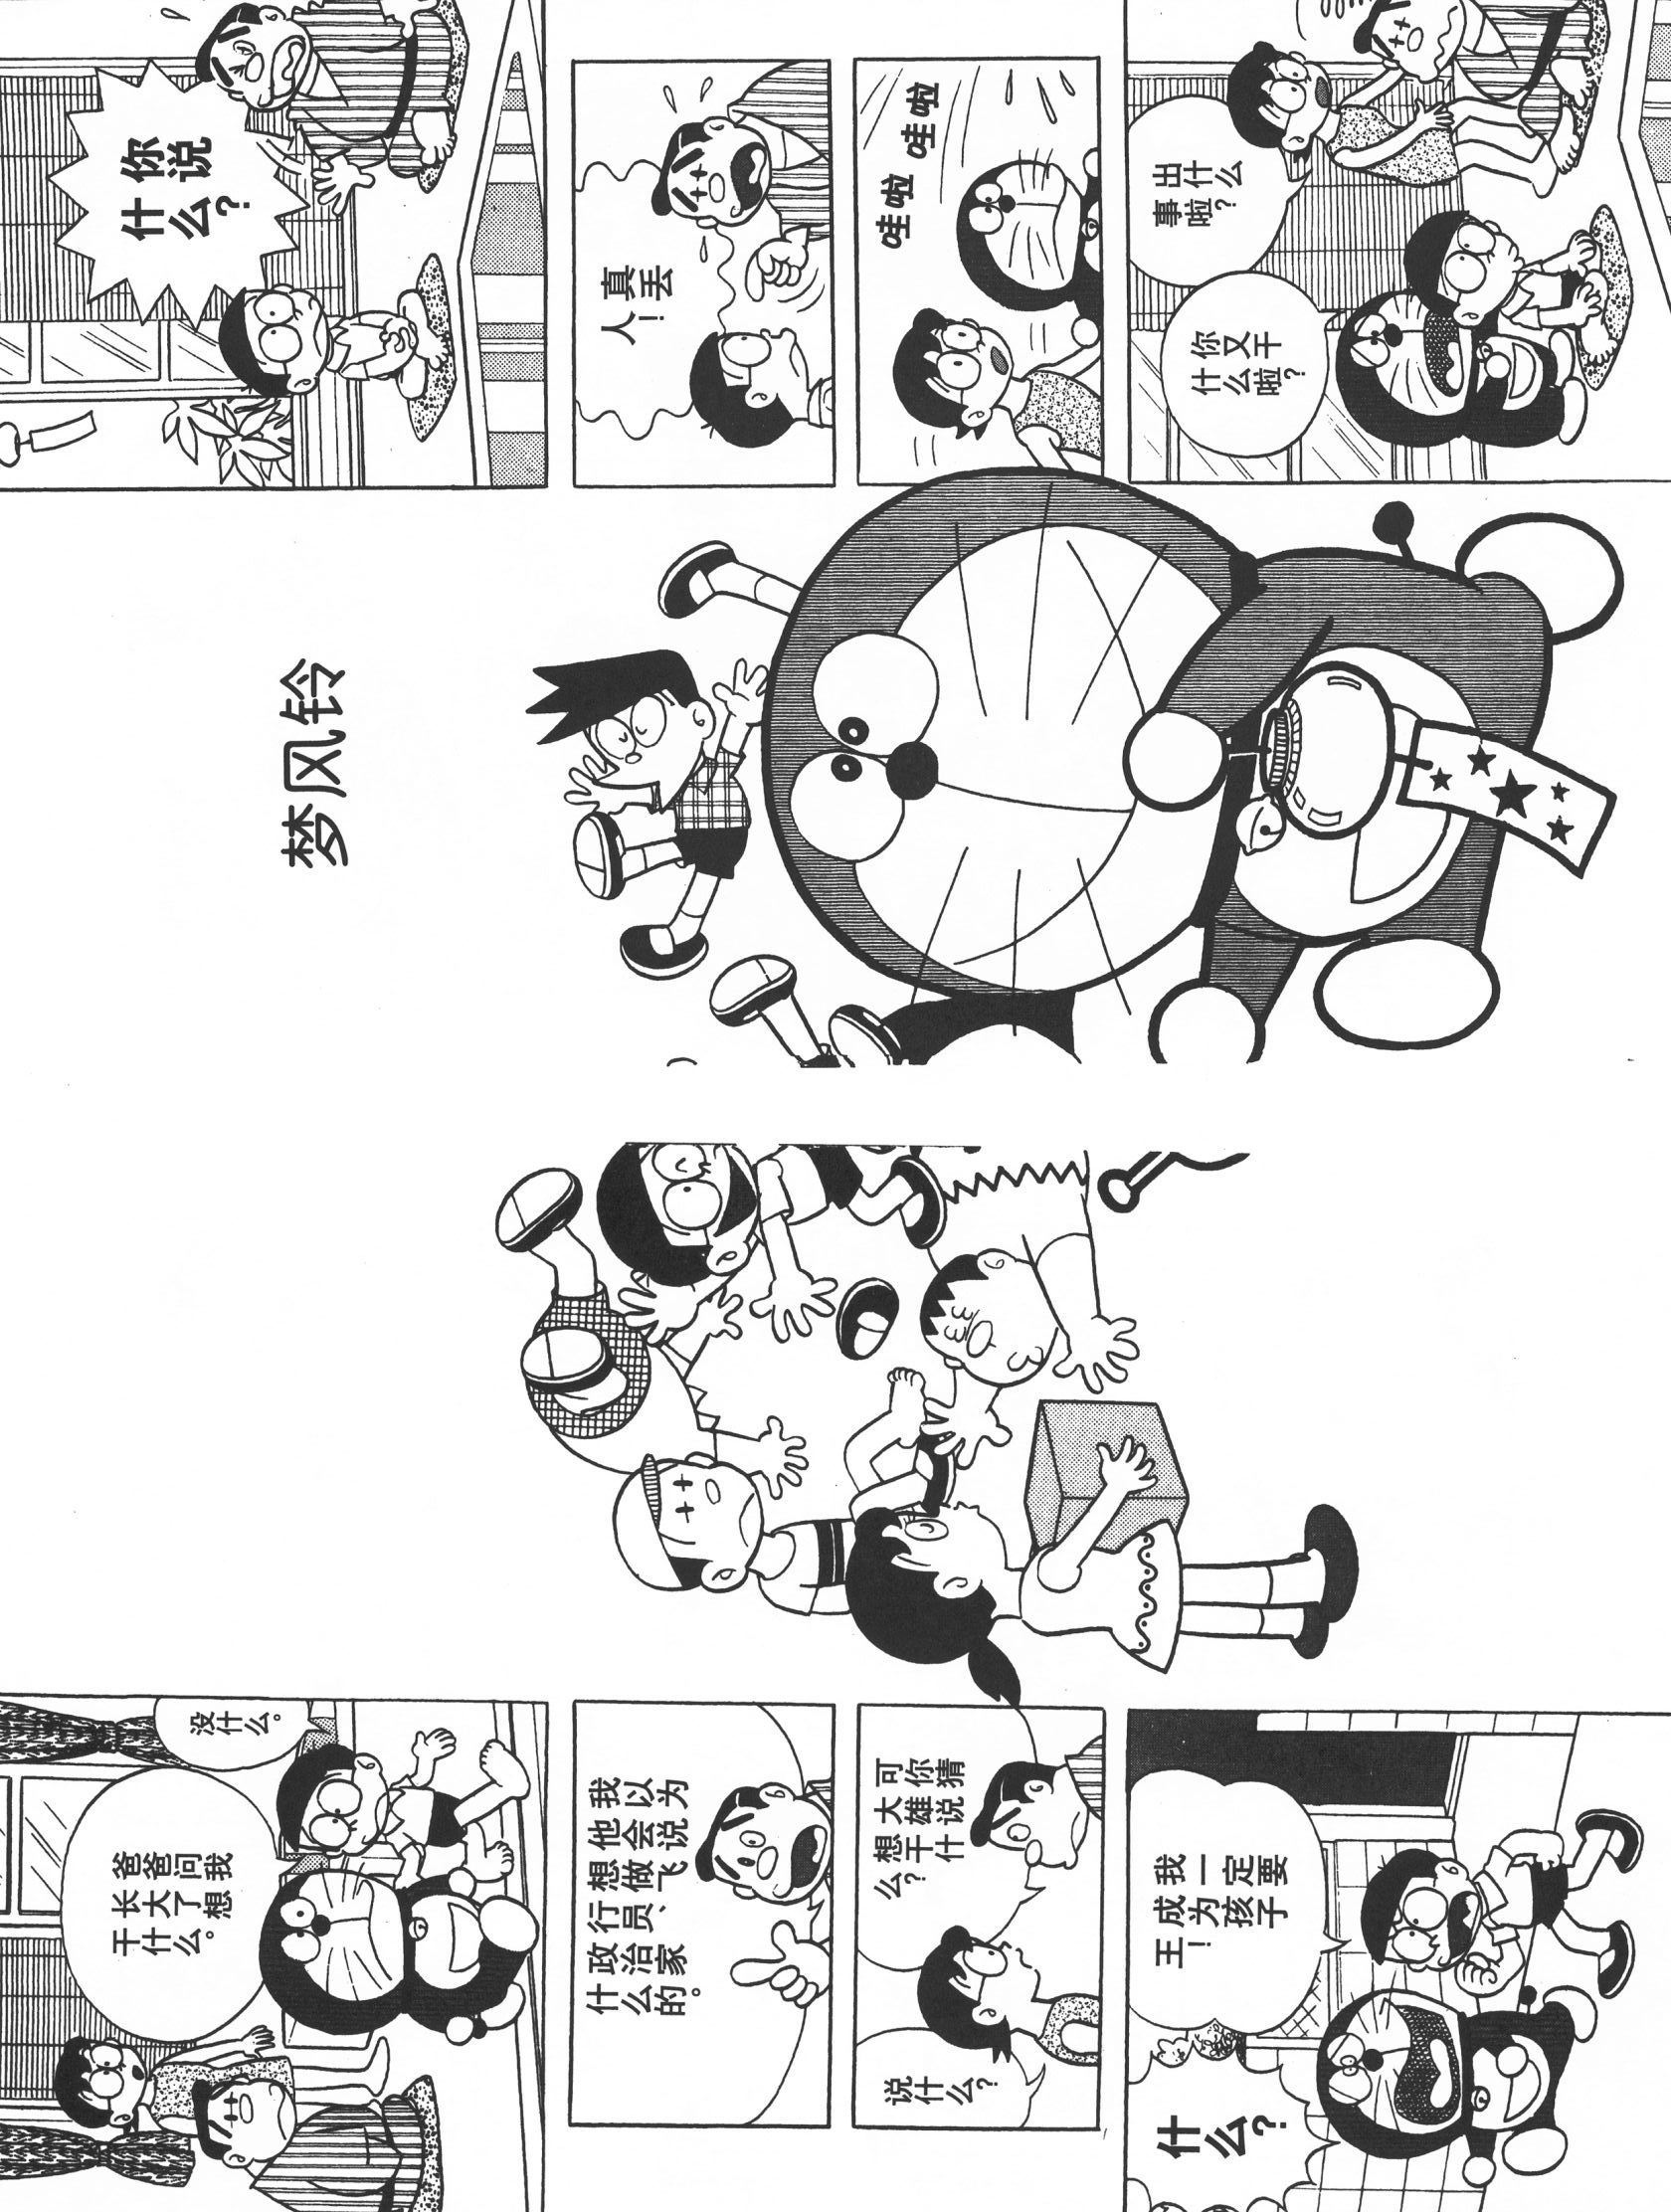 梦风铃
你说
什么?
真丢
人!
哇啦
哇啦
出什么
事啦?
你又干
什么啦?
没什么。
爸爸问我
长大了想
干什么。
我以为
他会说
想做飞
行员、
政治家
什么的。
可你猜
大雄说
想干什
么?
说什么?
我一定要
成为孩子
王!
什么?